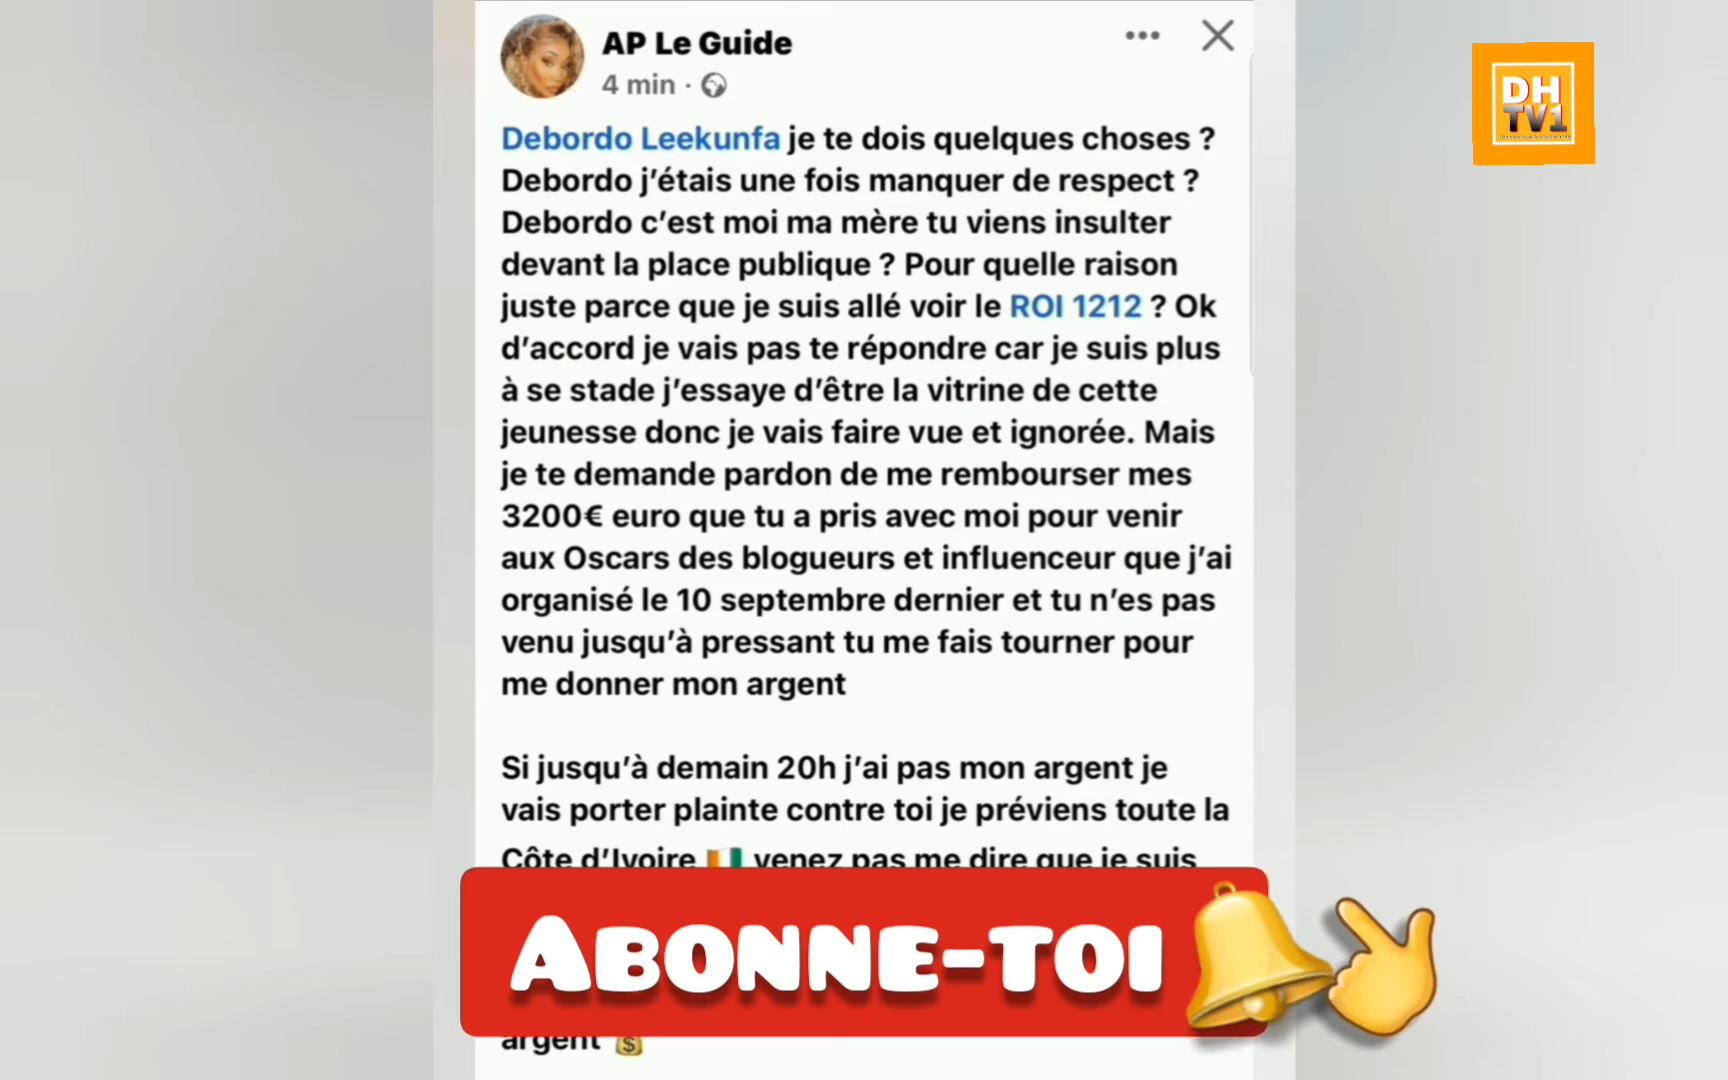 AP Le Guide
4 min ·
DH
TV1
Debordo Leekunfa je te dois quelques choses ?
Debordo j’étais une fois manquer de respect ?
Debordo c’est moi ma mère tu viens insulter
devant la place publique ? Pour quelle raison
juste parce que je suis allé voir le ROI 1212 ? Ok
d’accord je vais pas te répondre car je suis plus
à se stade j’essaye d’être la vitrine de cette
jeunesse donc je vais faire vue et ignorée. Mais
je te demande pardon de me rembourser mes
3200€ euro que tu a pris avec moi pour venir
aux Oscars des blogueurs et influenceur que j’ai
organisé le 10 septembre dernier et tu n’es pas
venu jusqu’à pressant tu me fais tourner pour
me donner mon argent
Si jusqu’à demain 20h j’ai pas mon argent je
vais porter plainte contre toi je préviens toute la
Côte d’Ivoire 🇨🇮 venez pas me dire que je suis
ABONNE-TOI
argent 💰